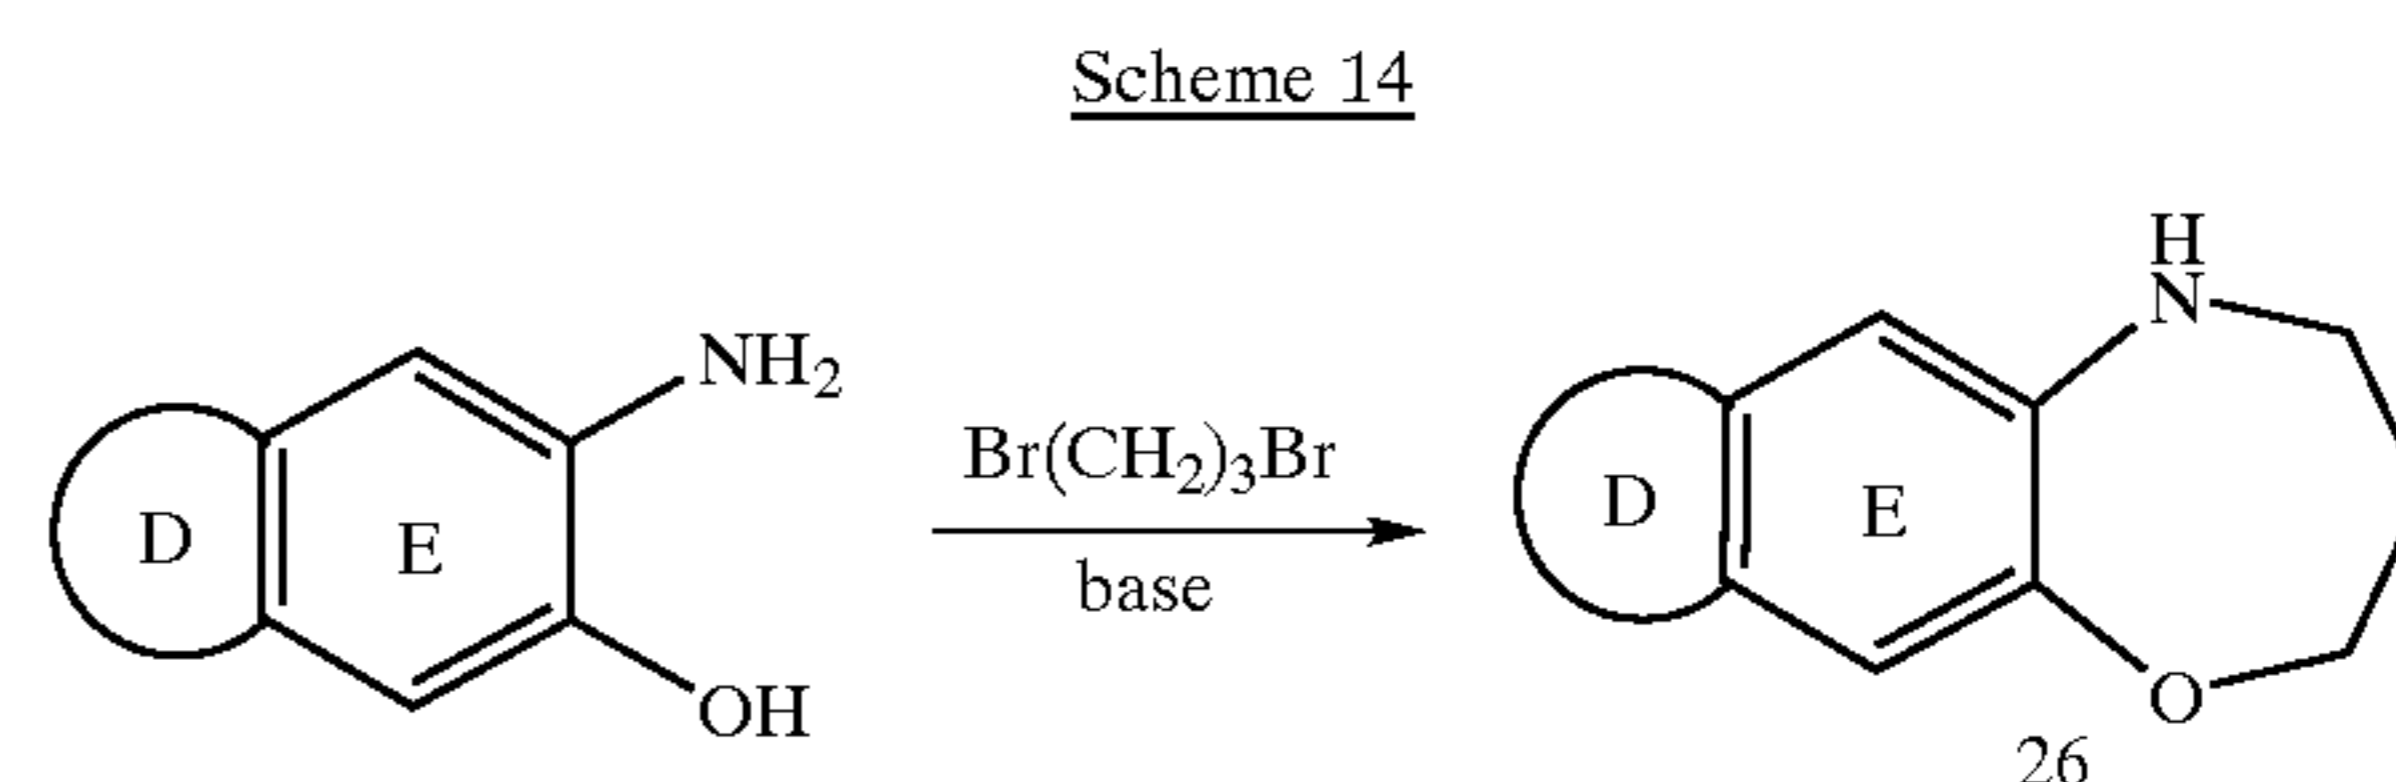 Scheme 14
NH₂
D
E
OH
Br(CH₂)₃Br
base
H
N
D
E
O
26